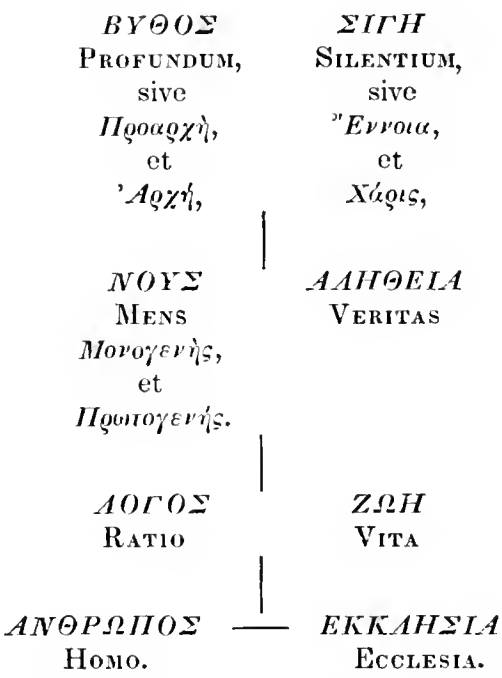 ΒΥΘΟΣ ΣΙΓΗ
PROFUNDUM, SILENTIUM,
sive sive
Προαρχὴ, Ἔννοια,
et et
Ἀρχή, Χάρις,
ΝΟΥΣ ΑΛΗΘΕΙΑ
MENS VERITAS
Μονογενὴς,
et
Πρωτογενής.
ΛΟΓΟΣ ΖΩΗ
RATIO VITA
ΑΝΘΡΩΠΟΣ — ΕΚΚΛΗΣΙΑ
HOMO. ECCLESIA.